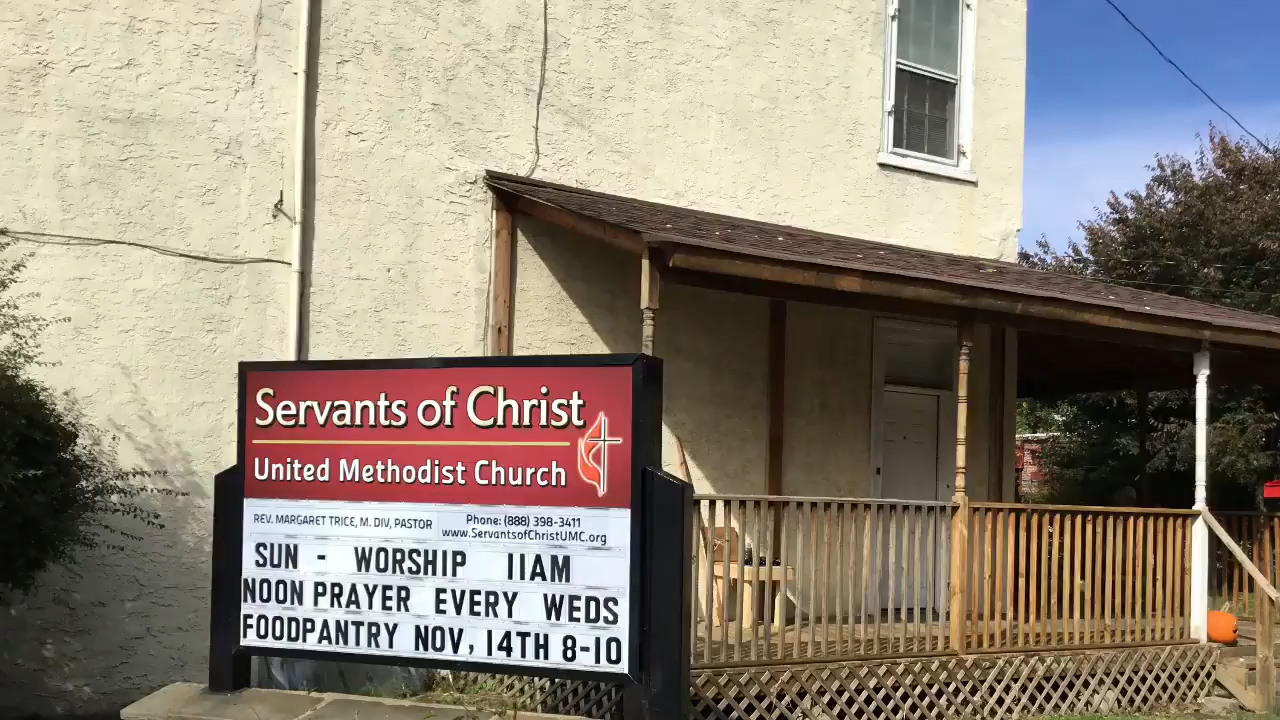 Servants of Christ
United Methodist Church
REV. MARGARET TRICE, M. DIV, PASTOR
Phone: (888) 398-3411
www.ServantsofChristUMC.org
SUN - WORSHIP 11AM
NOON PRAYER EVERY WEDS
FOODPANTRY NOV, 14TH 8-10